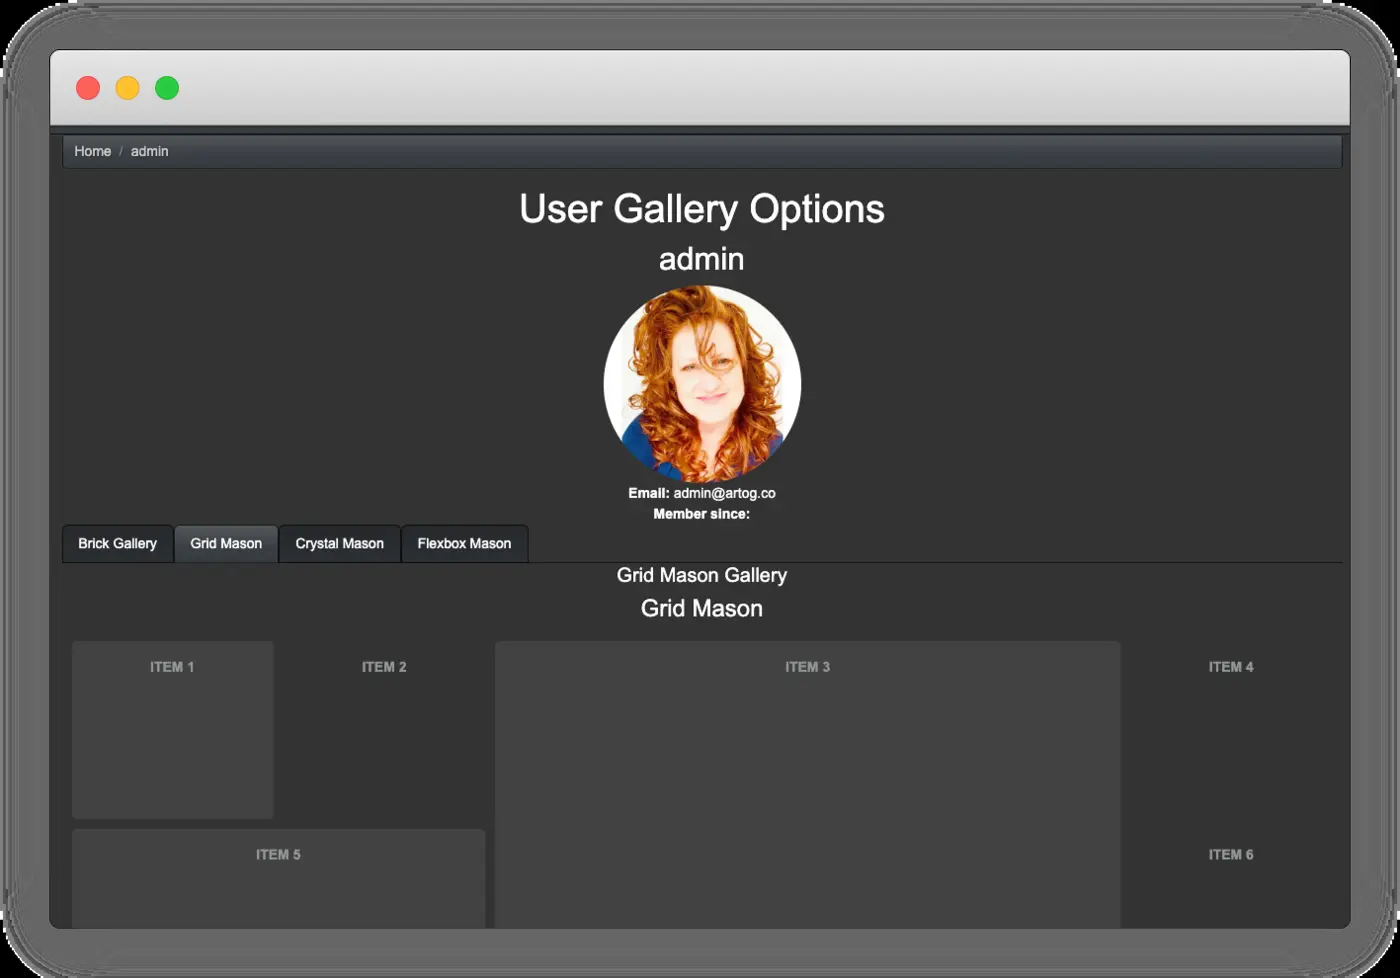 Home / admin
User Gallery Options
admin
Email: admin@artog.co
Member since:
Brick Gallery Grid Mason Crystal Mason Flexbox Mason
Grid Mason Gallery
Grid Mason
ITEM 1 ITEM 2 ITEM 3 ITEM 4
ITEM 5 ITEM 6